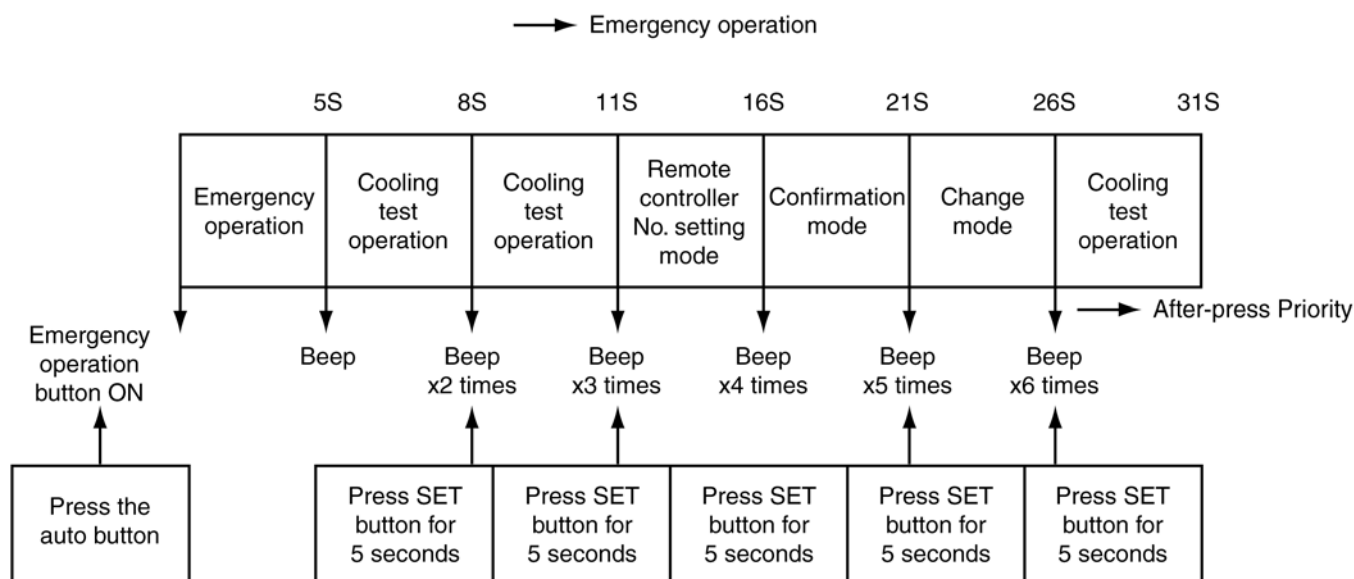 Emergency operation
5S 8S 11S 16S 21S 26S 31S
Emergency
operation
Cooling
test
operation
Cooling
test
operation
Remote
controller
No. setting
mode
Confirmation
mode
Change
mode
Cooling
test
operation
After-press Priority
Emergency
operation
button ON
Beep
Beep
x2 times
Beep
x3 times
Beep
x4 times
Beep
x5 times
Beep
x6 times
Press the
auto button
Press SET
button for
5 seconds
Press SET
button for
5 seconds
Press SET
button for
5 seconds
Press SET
button for
5 seconds
Press SET
button for
5 seconds